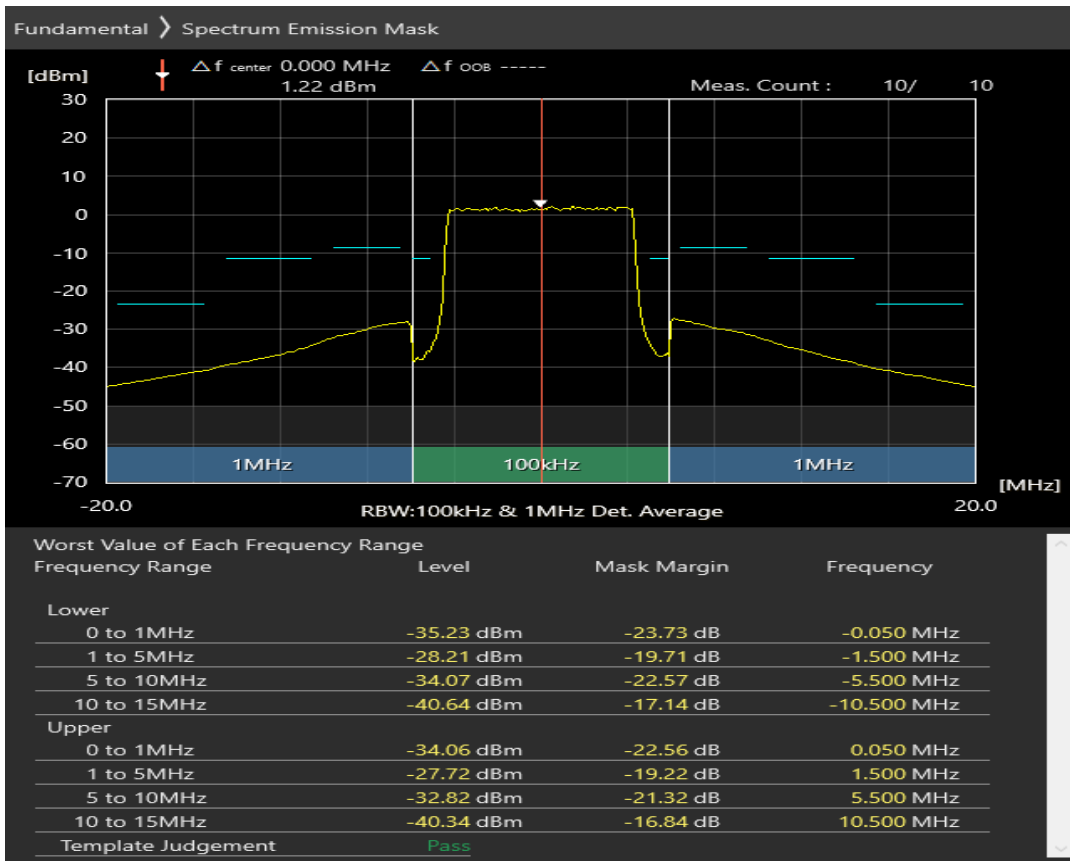 Fundamental ❯ Spectrum Emission Mask
[dBm]
△f center 0.000 MHz △f OOB -----
1.22 dBm
Meas. Count : 10/ 10
30
20
10
0
-10
-20
-30
-40
-50
-60
-70
1MHz 100kHz 1MHz
[MHz]
-20.0 RBW:100kHz & 1MHz Det. Average 20.0
Worst Value of Each Frequency Range
Frequency Range Level Mask Margin Frequency
Lower
0 to 1MHz -35.23 dBm -23.73 dB -0.050 MHz
1 to 5MHz -28.21 dBm -19.71 dB -1.500 MHz
5 to 10MHz -34.07 dBm -22.57 dB -5.500 MHz
10 to 15MHz -40.64 dBm -17.14 dB -10.500 MHz
Upper
0 to 1MHz -34.06 dBm -22.56 dB 0.050 MHz
1 to 5MHz -27.72 dBm -19.22 dB 1.500 MHz
5 to 10MHz -32.82 dBm -21.32 dB 5.500 MHz
10 to 15MHz -40.34 dBm -16.84 dB 10.500 MHz
Template Judgement Pass